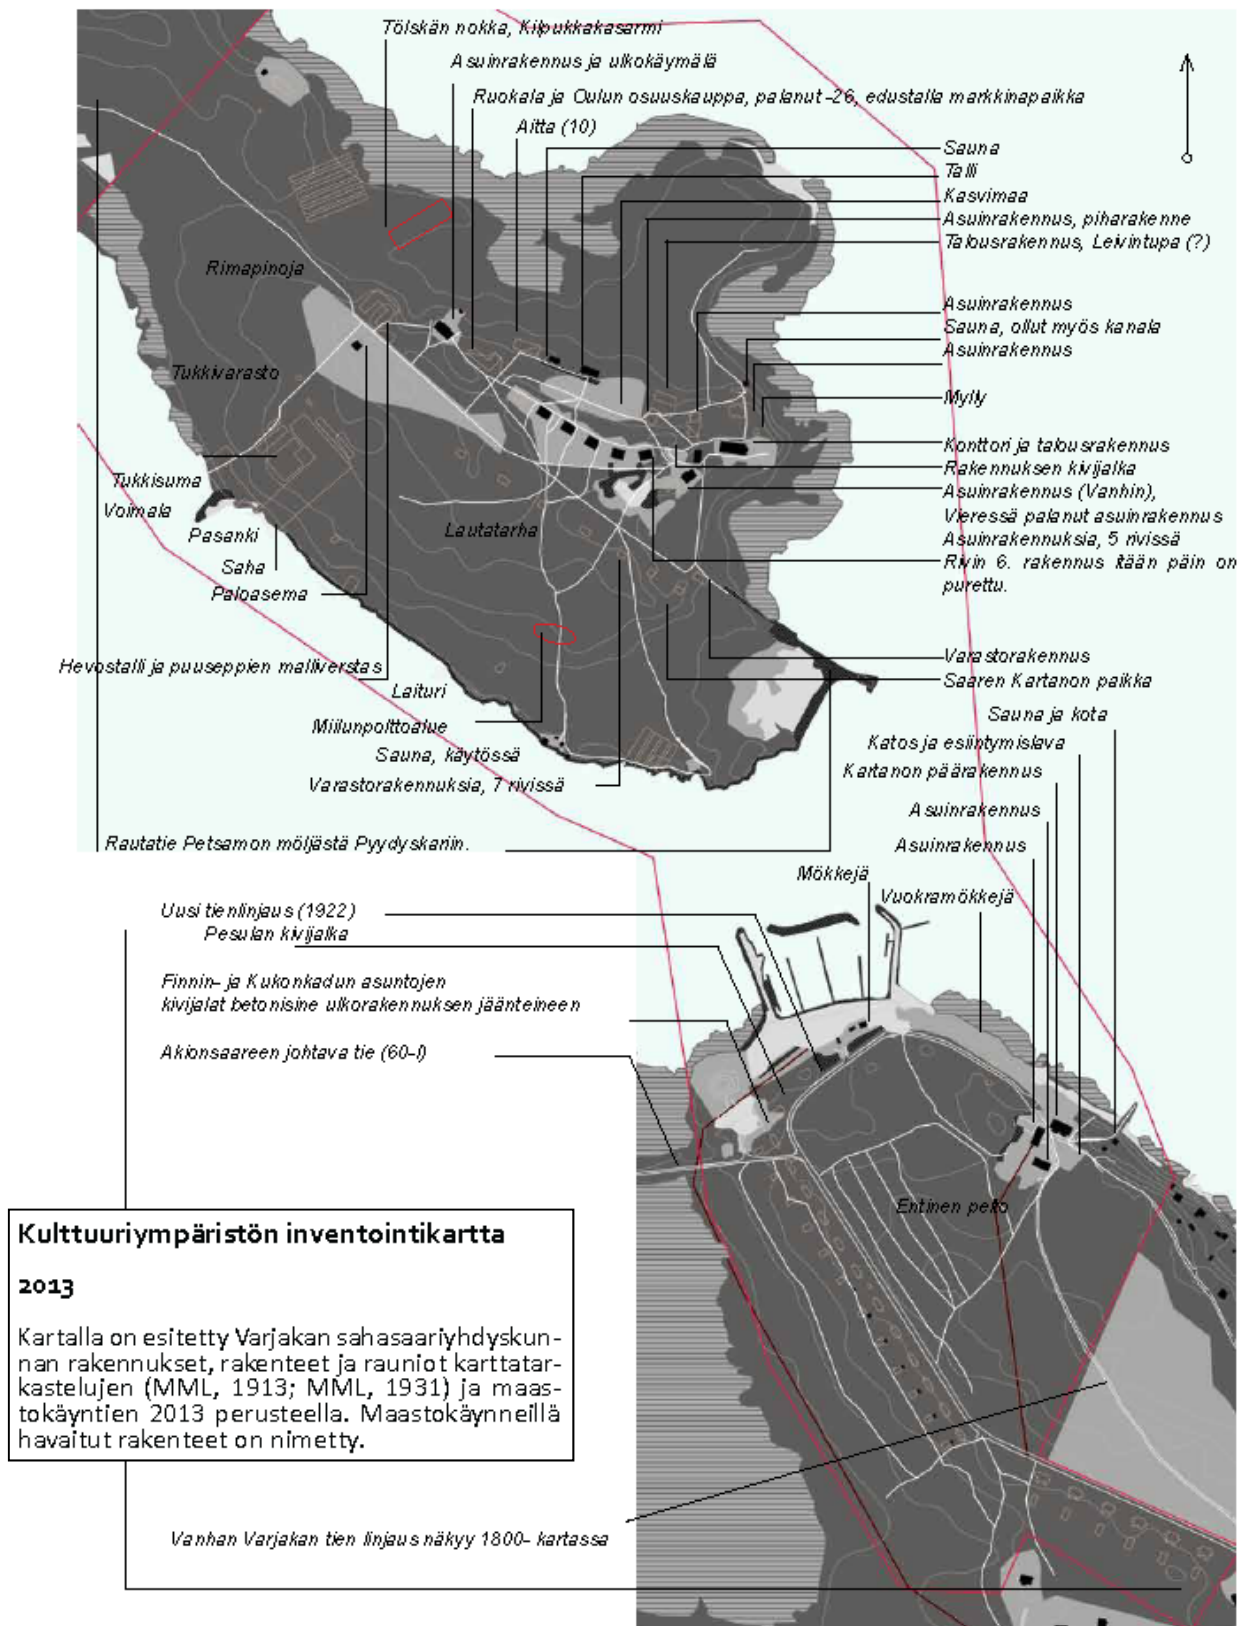 Tölskän nokka, Kilpukkakasarmi
Asuinrakennus ja ulkokäymälä
Ruokala ja Oulun osuuskauppa, palanut -26, edustalla markkinapaikka
Aitta (10)
Sauna
Talli
Kasvimaa
Asuinrakennus, piharakenne
Talousrakennus, Leivintupa (?)
Rimapinoja
Asuinrakennus
Sauna, ollut myös kanala
Asuinrakennus
Tukkivarasto
Mylly
Konttori ja talousrakennus
Rakennuksen kivijalka
Tukkisuma
Asuinrakennus (Vanhin),
Voimala
Vieressä palanut asuinrakennus
Pasanki
Lautatarha
Asuinrakennuksia, 5 rivissä
Saha
Rivin 6. rakennus itään päin on
purettu.
Paloasema
Varastorakennus
Hevostalli ja puuseppien malliverstas
Saaren Kartanon paikka
Laituri
Miilunpolttoalue
Sauna ja kota
Sauna, käytössä
Katos ja esiintymislava
Kartanon päärakennus
Varastorakennuksia, 7 rivissä
Asuinrakennus
Rautatie Petsamon möljästä Pyydyskariin.
Asuinrakennus
Mökkejä
Vuokramökkejä
Uusi tienlinjaus (1922)
Pesulan kivijalka
Finnin- ja Kukonkadun asuntojen
kivijalat betonisine ulkorakennuksen jäänteineen
Akionsaareen johtava tie (60-l)
Entinen pelto
Kulttuuriympäristön inventointikartta
2013
Kartalla on esitetty Varjakan sahasaariyhdyskun-
nan rakennukset, rakenteet ja rauniot karttatar-
kastelujen (MML, 1913; MML, 1931) ja maas-
tokäyntien 2013 perusteella. Maastokäynneillä
havaitut rakenteet on nimetty.
Vanhan Varjakan tien linjaus näkyy 1800- kartassa